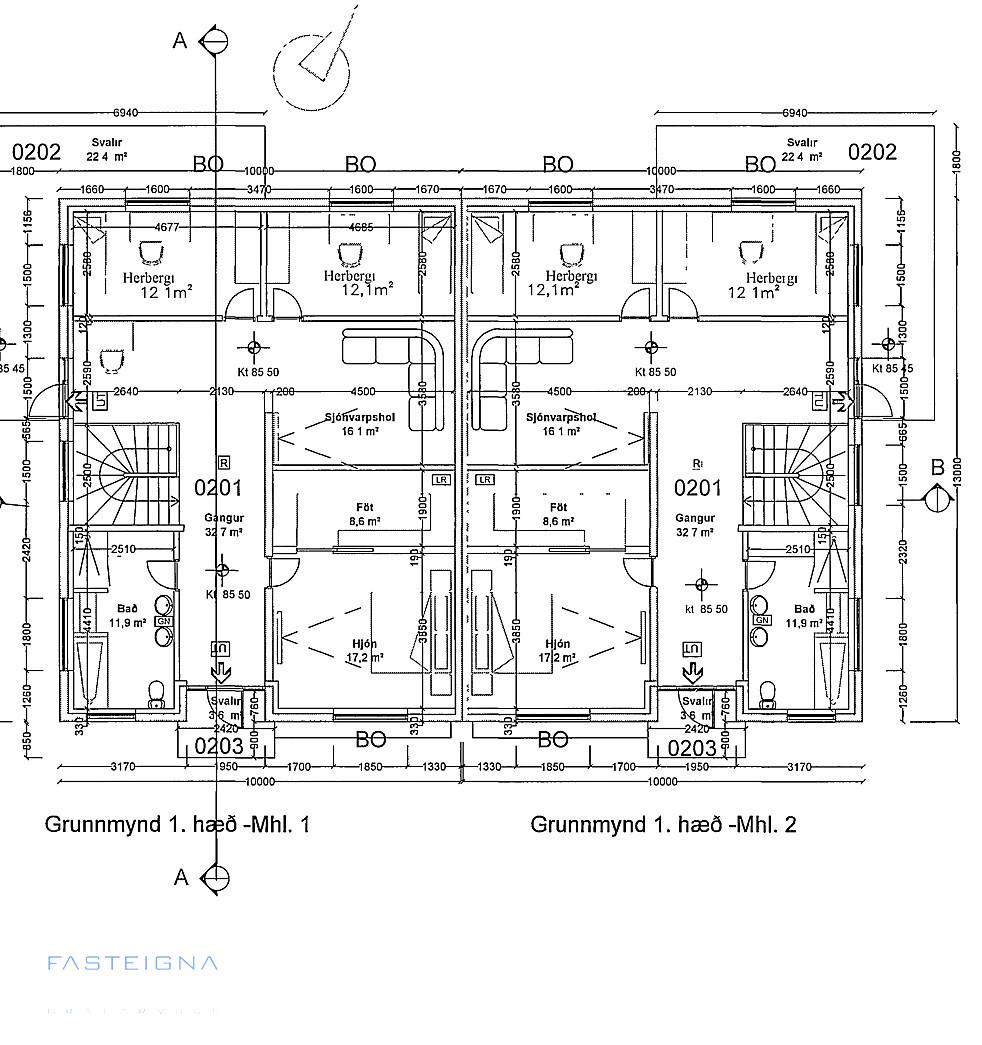 A
6940
6940
0202
Svalir
22 4 m²
Svalir
22 4 m²
0202
1800
BO
BO
10000
BO
BO
10000
1800
1660
1600
3470
1600
1670
1670
1600
3470
1600
1660
1156
4677
4685
1156
2580
2580
2580
2580
1500
1500
Herbergi
12 1m²
Herbergi
12,1m²
Herbergi
12,1m²
Herbergi
12 1m²
1300
1300
Kt 85 50
Kt 85 50
Kt 85 45
85 45
2590
3580
3580
2590
1500
1500
2640
2130
200
4500
4500
200
2130
2640
UT
UT
Sjónvarpshol
16 1 m²
Sjónvarpshol
16 1 m²
565
665
R
R
B
0201
0201
LR
LR
1500
2500
2500
1500
13000
Gangur
32 7 m²
Föt
8,6 m²
Föt
8,6 m²
Gangur
32 7 m²
1900
1900
150
150
2420
2510
190
190
2510
2320
Kt 85 50
kt 85 50
Bað
11,9 m²
GN
GN
Bað
11,9 m²
4410
3850
3850
4410
1800
1800
Hjón
17,2 m²
Hjón
17,2 m²
UT
UT
1260
1260
Svalir
3 6 m²
Svalir
3 6 m²
760
760
330
2420
330
330
2420
850
0203
900
BO
BO
0203
900
3170
1950
1700
1850
1330
1330
1850
1700
1950
3170
10000
10000
Grunnmynd 1. hæð -Mhl. 1
Grunnmynd 1. hæð -Mhl. 2
A
FASTEIGNA